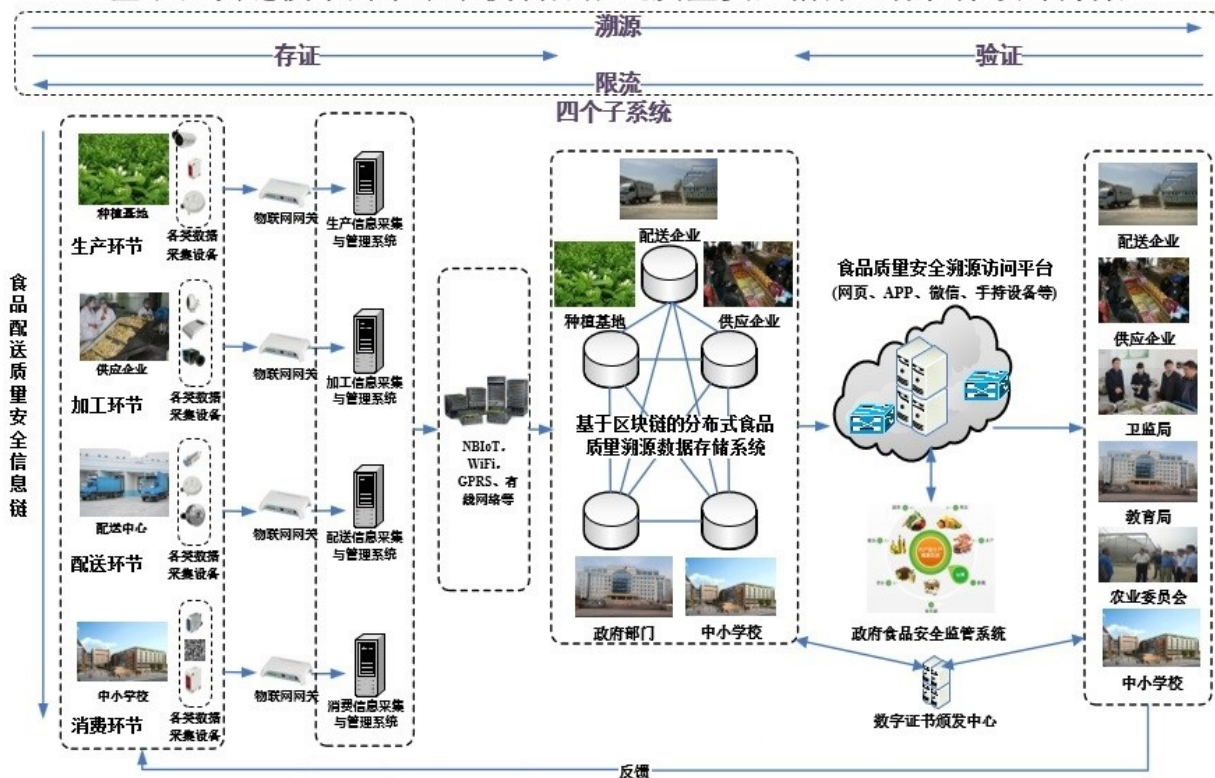 溯源
存证
验证
限流
四个子系统
食品配送质量安全信息链
种植基地
生产环节
各类数据
采集设备
物联网网关
生产信息采集
与管理系统
供应企业
加工环节
各类数据
采集设备
物联网网关
加工信息采集
与管理系统
配送中心
配送环节
各类数据
采集设备
物联网网关
配送信息采集
与管理系统
中小学校
消费环节
各类数据
采集设备
物联网网关
消费信息采集
与管理系统
NBIoT,
WiFi,
GPRS、有
线网络等
配送企业
种植基地
供应企业
基于区块链的分布式食品
质量溯源数据存储系统
政府部门
中小学校
食品质量安全溯源访问平台
(网页、APP、微信、手持设备等)
政府食品安全监管系统
数字证书颁发中心
配送企业
供应企业
卫监局
教育局
农业委员会
中小学校
反馈